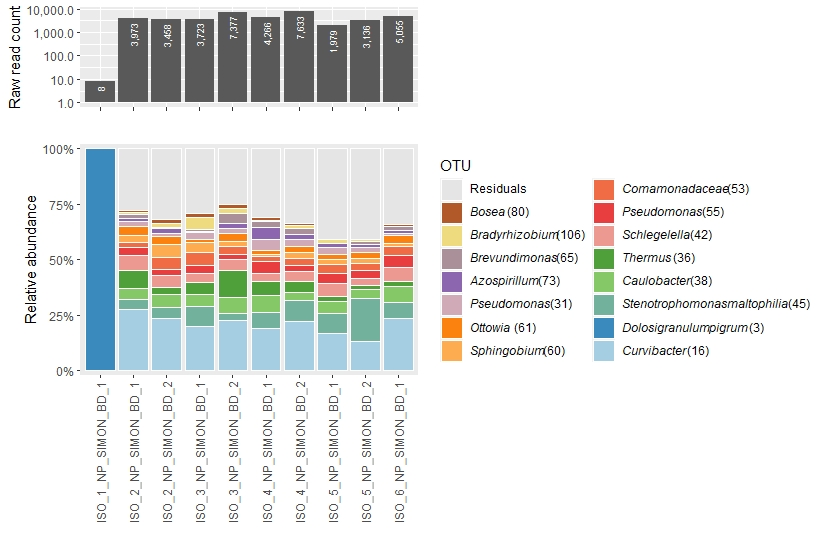 Raw read count
10,000.0
1,000.0
100.0
10.0
1.0
8
3,973
3,458
3,723
7,377
4,266
7,633
1,979
3,136
5,055
Relative abundance
100%
75%
50%
25%
0%
ISO_1_NP_SIMON_BD_1
ISO_2_NP_SIMON_BD_1
ISO_2_NP_SIMON_BD_2
ISO_3_NP_SIMON_BD_1
ISO_3_NP_SIMON_BD_2
ISO_4_NP_SIMON_BD_1
ISO_4_NP_SIMON_BD_2
ISO_5_NP_SIMON_BD_1
ISO_5_NP_SIMON_BD_2
ISO_6_NP_SIMON_BD_1
OTU
Residuals
Bosea (80)
Bradyrhizobium(106)
Brevundimonas(65)
Azospirillum(73)
Pseudomonas(31)
Ottowia (61)
Sphingobium(60)
Comamonadaceae(53)
Pseudomonas(55)
Schlegelella(42)
Thermus (36)
Caulobacter(38)
Stenotrophomonasmaltophilia(45)
Dolosigranulumpigrum(3)
Curvibacter(16)